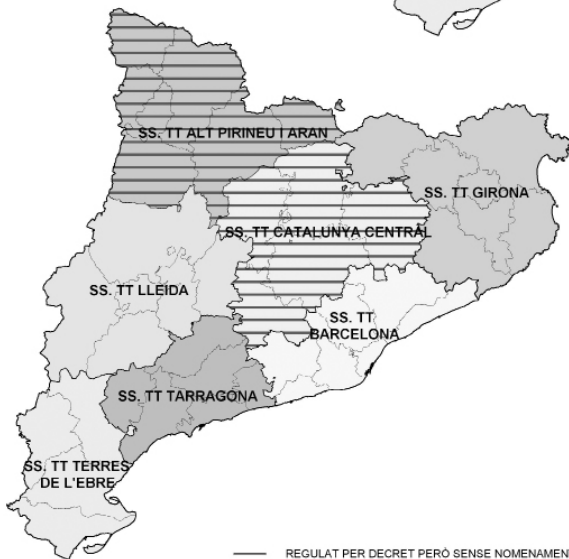 SS. TT ALT PIRINEU I ARAN
SS. TT GIRONA
SS. TT CATALUNYA CENTRAL
SS. TT LLEIDA
SS. TT
BARCELONA
SS. TT TARRAGONA
SS. TT TERRES
DE L'EBRE
REGULAT PER DECRET PERÒ SENSE NOMENAMEN